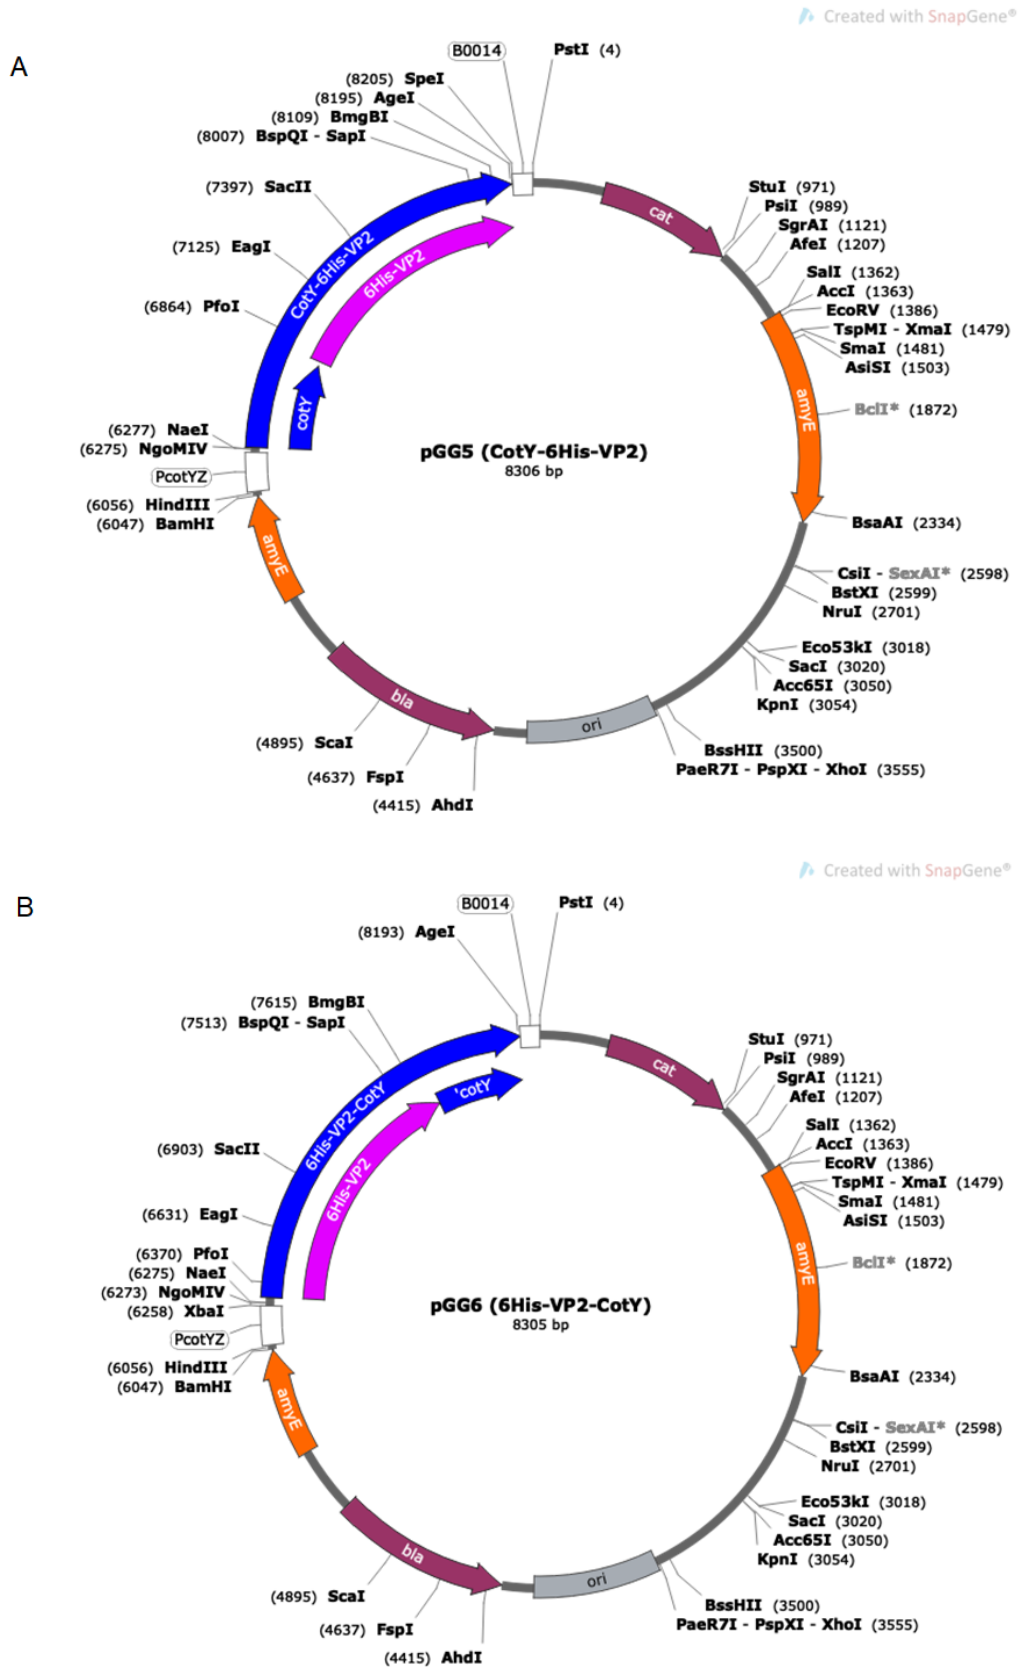 Created with SnapGene®
A
B0014
PstI (4)
(8205) SpeI
(8195) AgeI
(8109) BmgBI
(8007) BspQI - SapI
(7397) SacII
(7125) EagI
(6864) PfoI
(6277) NaeI
(6275) NgoMIV
PcotYZ
(6056) HindIII
(6047) BamHI
CotY-6His-VP2
6His-VP2
cotY
cat
StuI (971)
PsiI (989)
SgrAI (1121)
AfeI (1207)
SalI (1362)
AccI (1363)
EcoRV (1386)
TspMI - XmaI (1479)
SmaI (1481)
AsiSI (1503)
amyE
BclI* (1872)
pGG5 (CotY-6His-VP2)
8306 bp
BsaAI (2334)
CsiI - SexAI* (2598)
BstXI (2599)
NruI (2701)
Eco53kI (3018)
SacI (3020)
Acc65I (3050)
KpnI (3054)
BssHII (3500)
PaeR7I - PspXI - XhoI (3555)
ori
bla
amyE
(4895) ScaI
(4637) FspI
(4415) AhdI
Created with SnapGene®
B
B0014
PstI (4)
(8193) AgeI
(7615) BmgBI
(7513) BspQI - SapI
(6903) SacII
(6631) EagI
(6370) PfoI
(6275) NaeI
(6273) NgoMIV
(6258) XbaI
PcotYZ
(6056) HindIII
(6047) BamHI
6His-VP2-CotY
6His-VP2
'cotY
cat
StuI (971)
PsiI (989)
SgrAI (1121)
AfeI (1207)
SalI (1362)
AccI (1363)
EcoRV (1386)
TspMI - XmaI (1479)
SmaI (1481)
AsiSI (1503)
amyE
BclI* (1872)
pGG6 (6His-VP2-CotY)
8305 bp
BsaAI (2334)
CsiI - SexAI* (2598)
BstXI (2599)
NruI (2701)
Eco53kI (3018)
SacI (3020)
Acc65I (3050)
KpnI (3054)
BssHII (3500)
PaeR7I - PspXI - XhoI (3555)
ori
bla
amyE
(4895) ScaI
(4637) FspI
(4415) AhdI